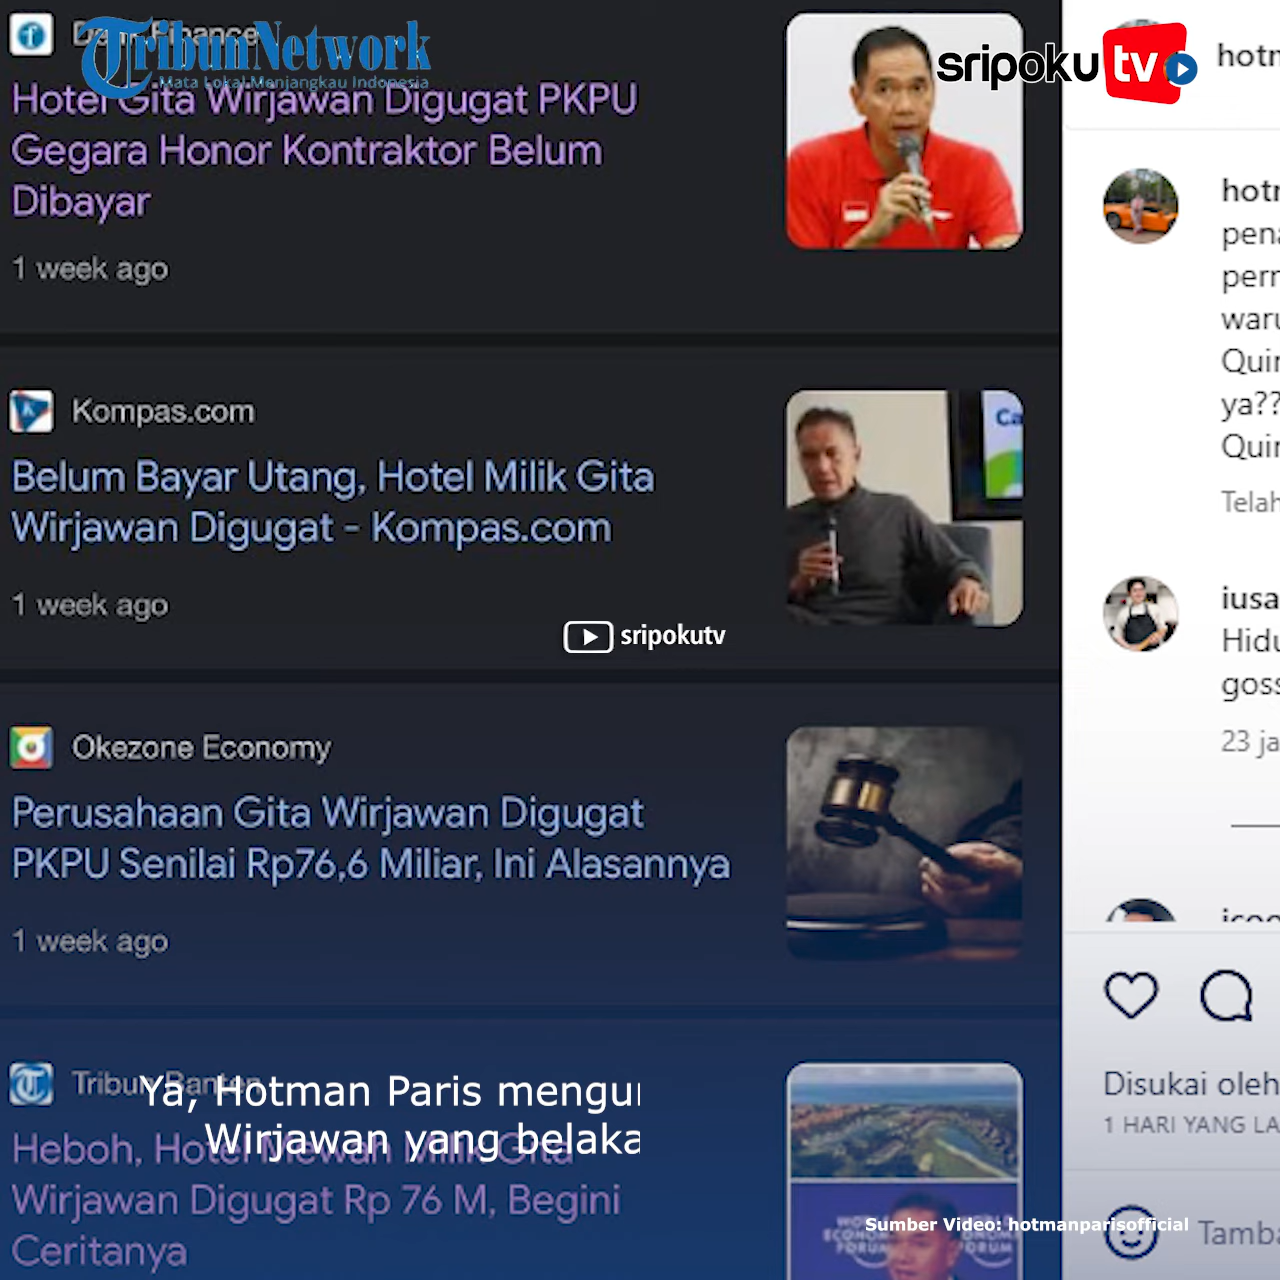 TribunNetwork
Mata Lokal Menjangkau Indonesia
sripoku tv
Hotel Gita Wirjawan Digugat PKPU
Gegara Honor Kontraktor Belum
Dibayar
1 week ago
Kompas.com
Belum Bayar Utang, Hotel Milik Gita
Wirjawan Digugat - Kompas.com
1 week ago
sripokutv
Okezone Economy
Perusahaan Gita Wirjawan Digugat
PKPU Senilai Rp76,6 Miliar, Ini Alasannya
1 week ago
Tribun Banten
Heboh, Hotel Mewah Milik Gita
Wirjawan Digugat Rp 76 M, Begini
Ceritanya
Ya, Hotman Paris
Wirjawan yang
Sumber Video: hotmanparisofficial
ya??
23
Disukai oleh
1 HARI YANG